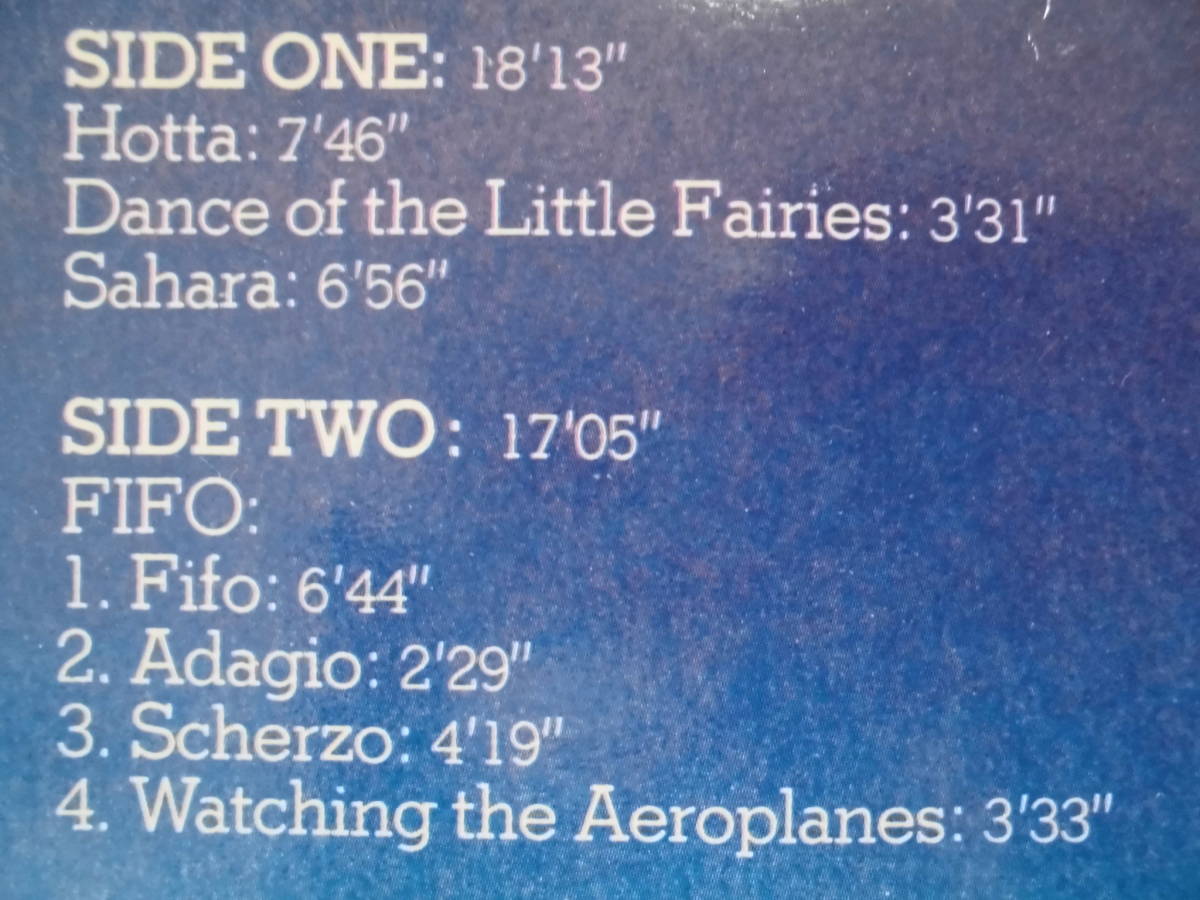 SIDE ONE: 18'13"
Hotta: 7'46"
Dance of the Little Fairies: 3'31"
Sahara: 6'56"
SIDE TWO: 17'05"
FIFO:
1. Fifo: 6'44"
2. Adagio: 2'29"
3. Scherzo: 4'19"
4. Watching the Aeroplanes: 3'33"